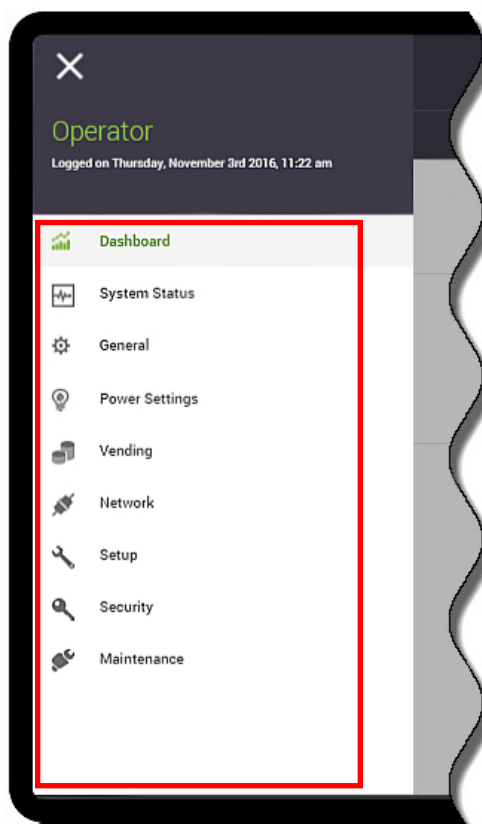 Operator
Logged on Thursday, November 3rd 2016, 11:22 am
Dashboard
System Status
General
Power Settings
Vending
Network
Setup
Security
Maintenance